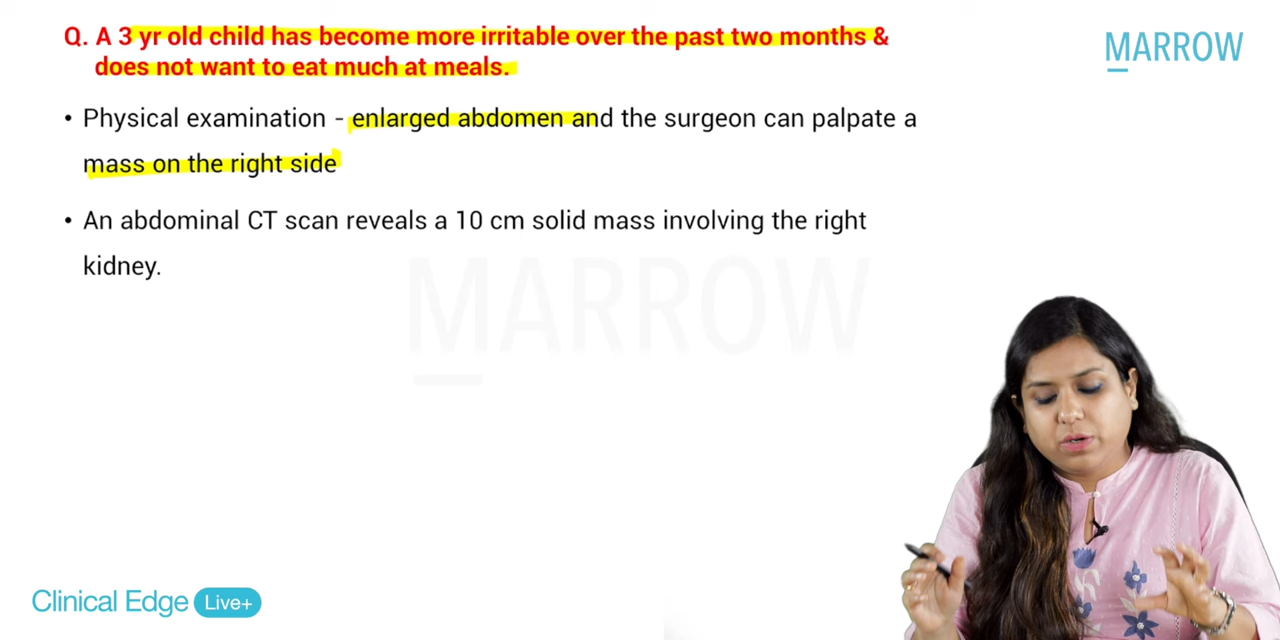 Q. A 3 yr old child has become more irritable over the past two months &
does not want to eat much at meals.
MARROW
• Physical examination - enlarged abdomen and the surgeon can palpate a
mass on the right side
• An abdominal CT scan reveals a 10 cm solid mass involving the right
kidney.
MARROW
Clinical Edge Live+